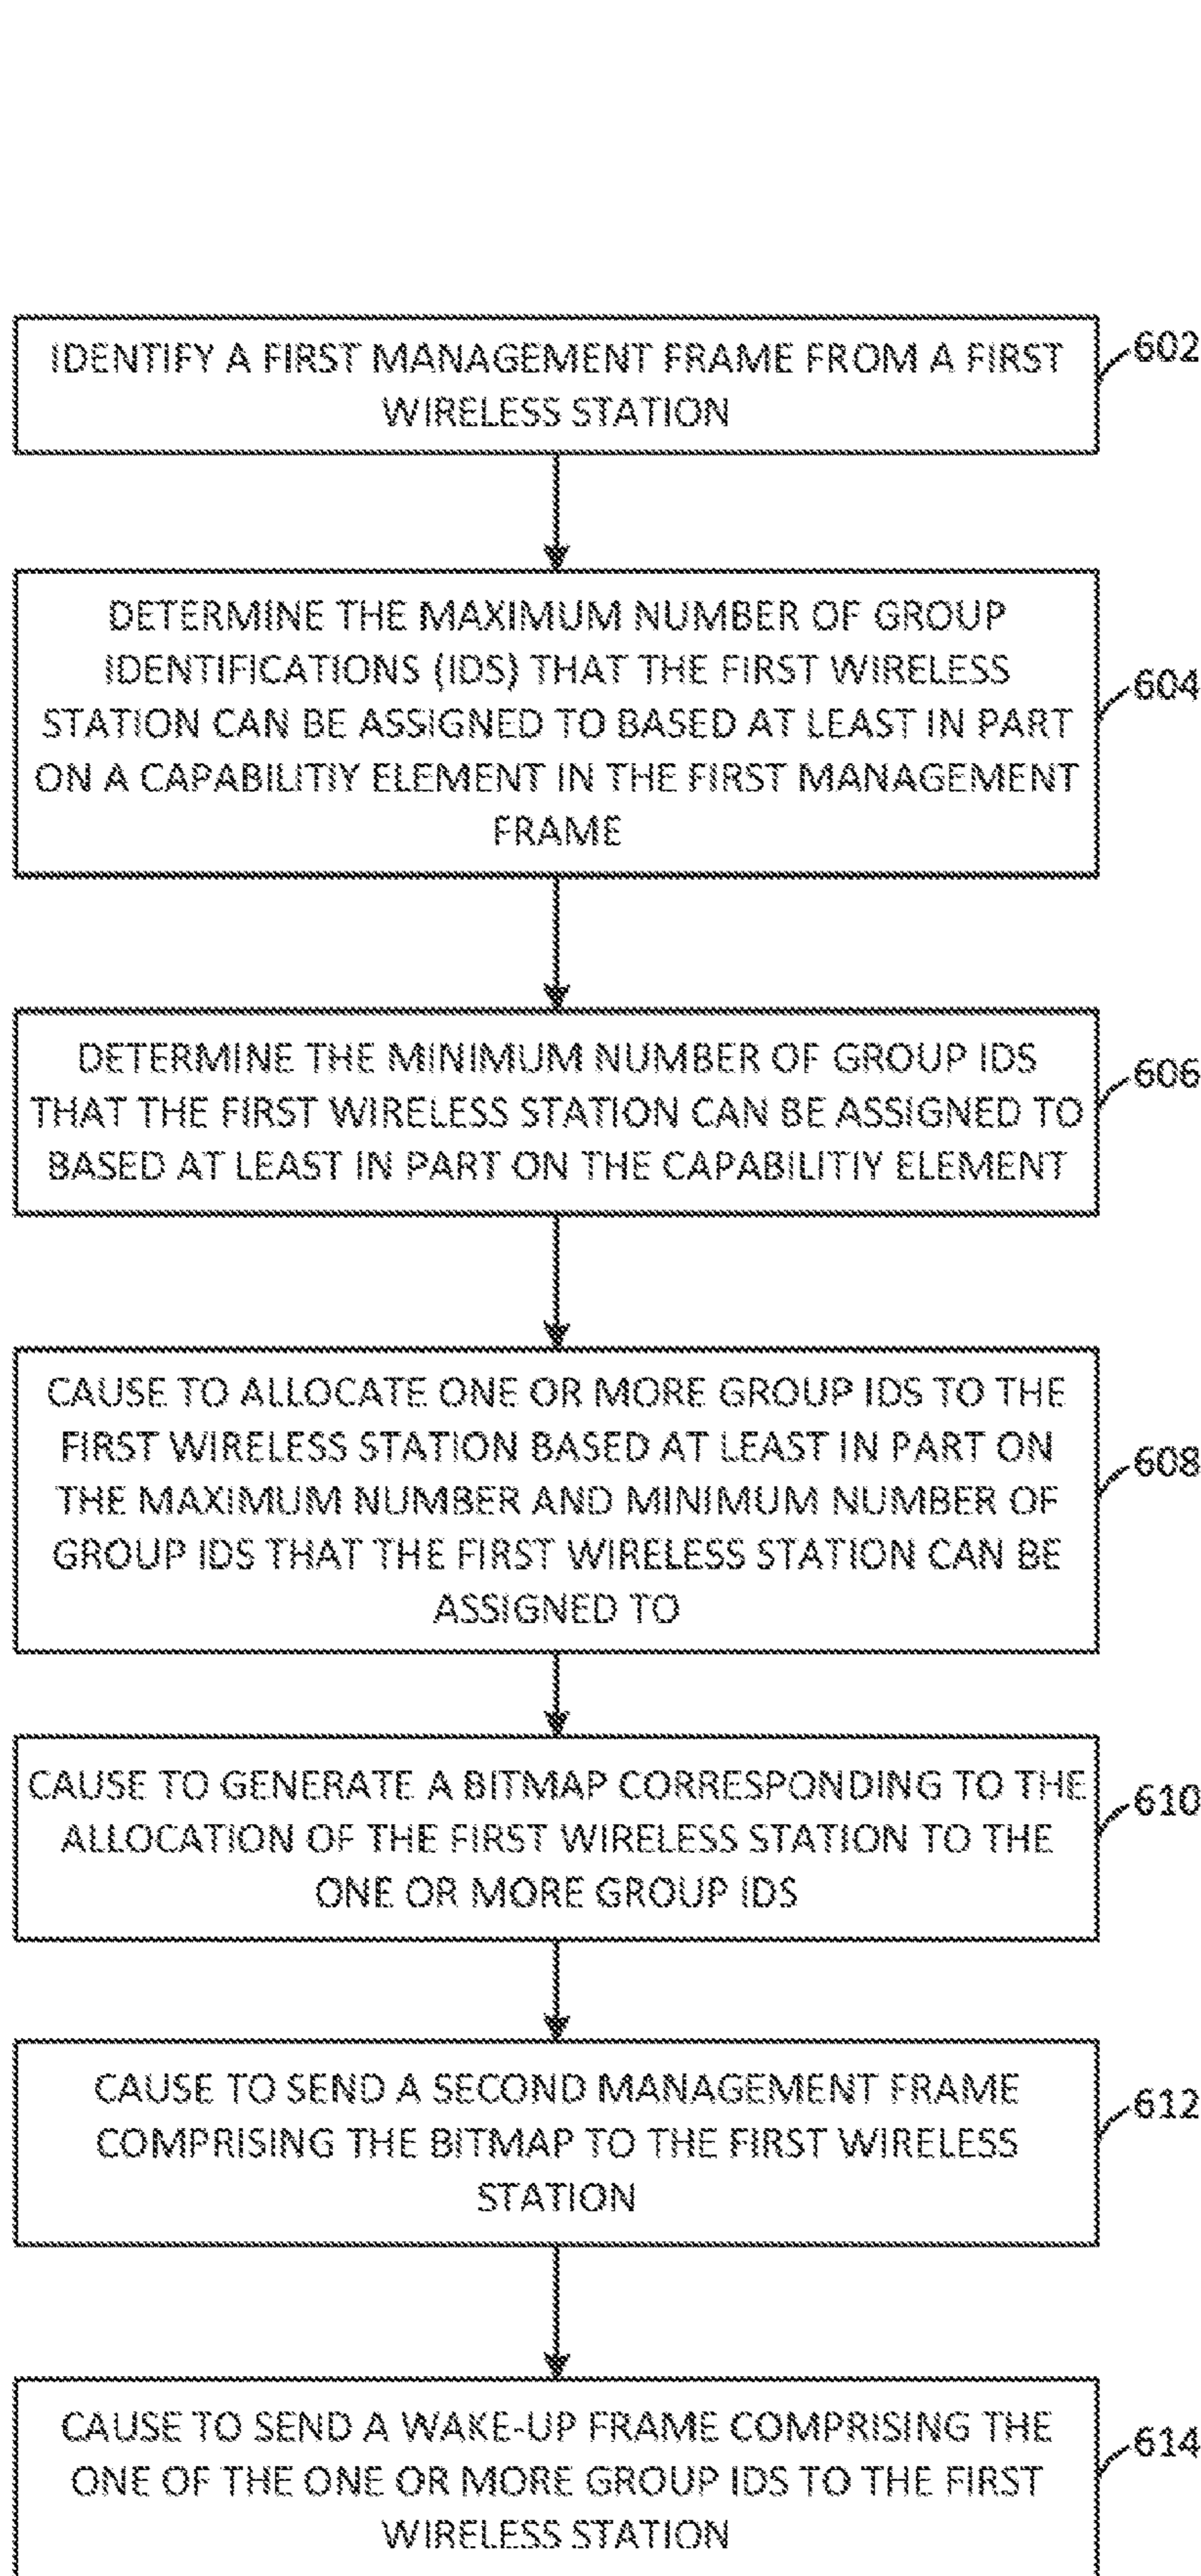 IDENTIFY A FIRST MANAGEMENT FRAME FROM A FIRST
WIRELESS STATION
602
DETERMINE THE MAXIMUM NUMBER OF GROUP
IDENTIFICATIONS (IDS) THAT THE FIRST WIRELESS
STATION CAN BE ASSIGNED TO BASED AT LEAST IN PART
ON A CAPABILITIY ELEMENT IN THE FIRST MANAGEMENT
FRAME
604
DETERMINE THE MINIMUM NUMBER OF GROUP IDS
THAT THE FIRST WIRELESS STATION CAN BE ASSIGNED TO
BASED AT LEAST IN PART ON THE CAPABILITIY ELEMENT
606
CAUSE TO ALLOCATE ONE OR MORE GROUP IDS TO THE
FIRST WIRELESS STATION BASED AT LEAST IN PART ON
THE MAXIMUM NUMBER AND MINIMUM NUMBER OF
GROUP IDS THAT THE FIRST WIRELESS STATION CAN BE
ASSIGNED TO
608
CAUSE TO GENERATE A BITMAP CORRESPONDING TO THE
ALLOCATION OF THE FIRST WIRELESS STATION TO THE
ONE OR MORE GROUP IDS
610
CAUSE TO SEND A SECOND MANAGEMENT FRAME
COMPRISING THE BITMAP TO THE FIRST WIRELESS
STATION
612
CAUSE TO SEND A WAKE-UP FRAME COMPRISING THE
ONE OF THE ONE OR MORE GROUP IDS TO THE FIRST
WIRELESS STATION
614